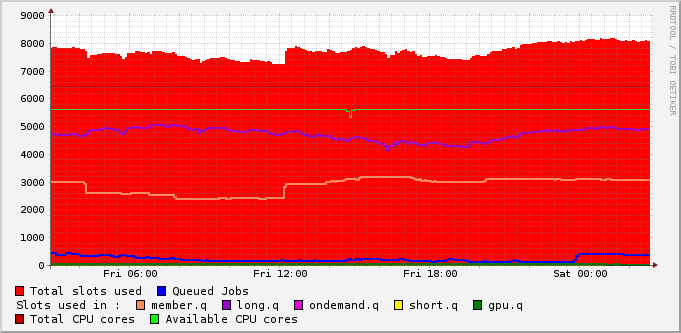 RRDTOOL / TOBI OETIKER
9000
8000
7000
6000
5000
4000
3000
2000
1000
0
Fri 06:00 Fri 12:00 Fri 18:00 Sat 00:00
Total slots used Queued Jobs
Slots used in : member.q long.q ondemand.q short.q gpu.q
Total CPU cores Available CPU cores